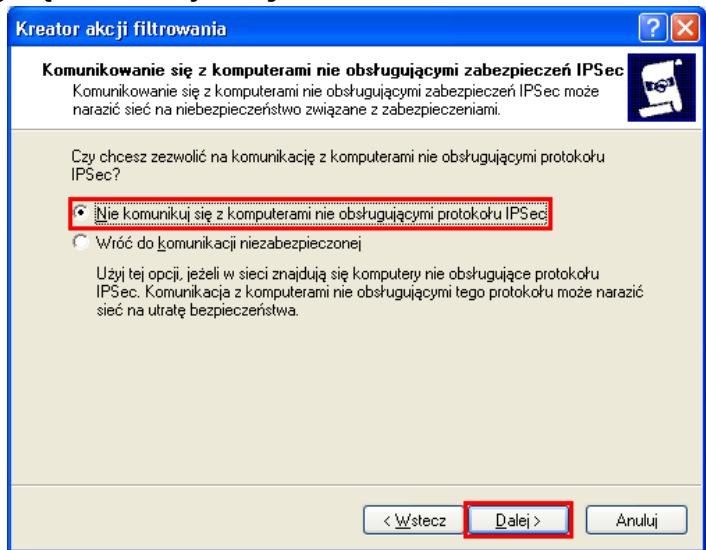 Kreator akcji filtrowania
Komunikowanie się z komputerami nie obsługującymi zabezpieczeń IPSec
Komunikowanie się z komputerami nie obsługującymi zabezpieczeń IPSec może
narazić sieć na niebezpieczeństwo związane z zabezpieczeniami.
Czy chcesz zezwolić na komunikację z komputerami nie obsługującymi protokołu
IPSec?
Nie komunikuj się z komputerami nie obsługującymi protokołu IPSec
Wróć do komunikacji niezabezpieczonej
Użyj tej opcji, jeżeli w sieci znajdują się komputery nie obsługujące protokołu
IPSec. Komunikacja z komputerami nie obsługującymi tego protokołu może narazić
sieć na utratę bezpieczeństwa.
< Wstecz Dalej > Anuluj